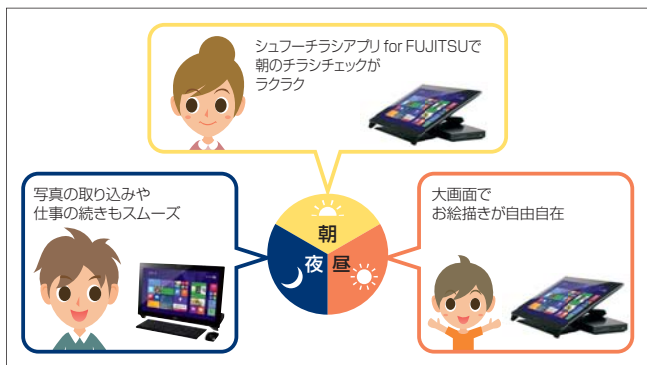 シュフーチラシアプリ for FUJITSUで
朝のチラシチェックが
ラクラク
写真の取り込みや
仕事の続きもスムーズ
大画面で
お絵描きが自由自在
朝
夜
昼